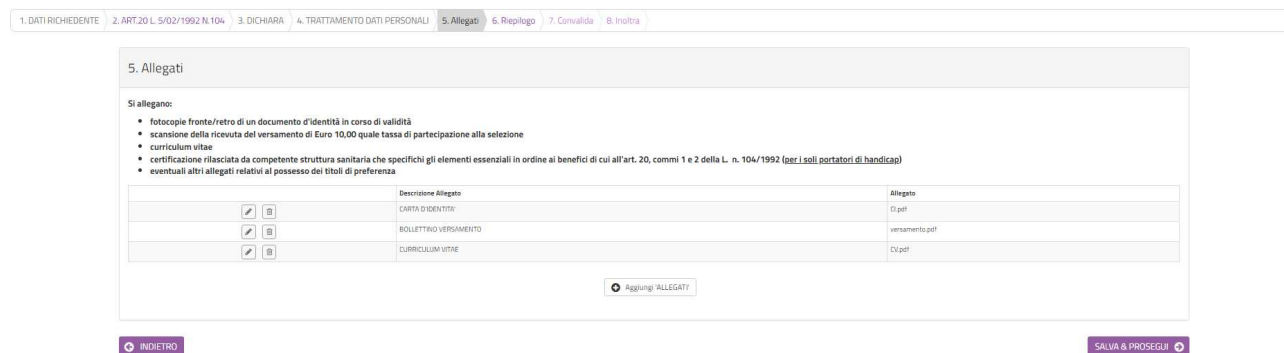 1. DATI RICHIEDENTE 2. ART.20 L. 5/02/1992 N.104 3. DICHIARA 4. TRATTAMENTO DATI PERSONALI 5. Allegati 6. Riepilogo 7. Convalida 8. Inoltra
5. Allegati
Si allegano:
fotocopie fronte/retro di un documento d'identità in corso di validità
scansione della ricevuta del versamento di Euro 10,00 quale tassa di partecipazione alla selezione
curriculum vitae
certificazione rilasciata da competente struttura sanitaria che specifichi gli elementi essenziali in ordine ai benefici di cui all'art. 20, commi 1 e 2 della L. n. 104/1992 (per i soli portatori di handicap)
eventuali altri allegati relativi al possesso dei titoli di preferenza
Descrizione Allegato Allegato
CARTA D'IDENTITA' CI.pdf
BOLLETTINO VERSAMENTO versamento.pdf
CURRICULUM VITAE CV.pdf
Aggiungi 'ALLEGATI'
INDIETRO SALVA & PROSEGUI